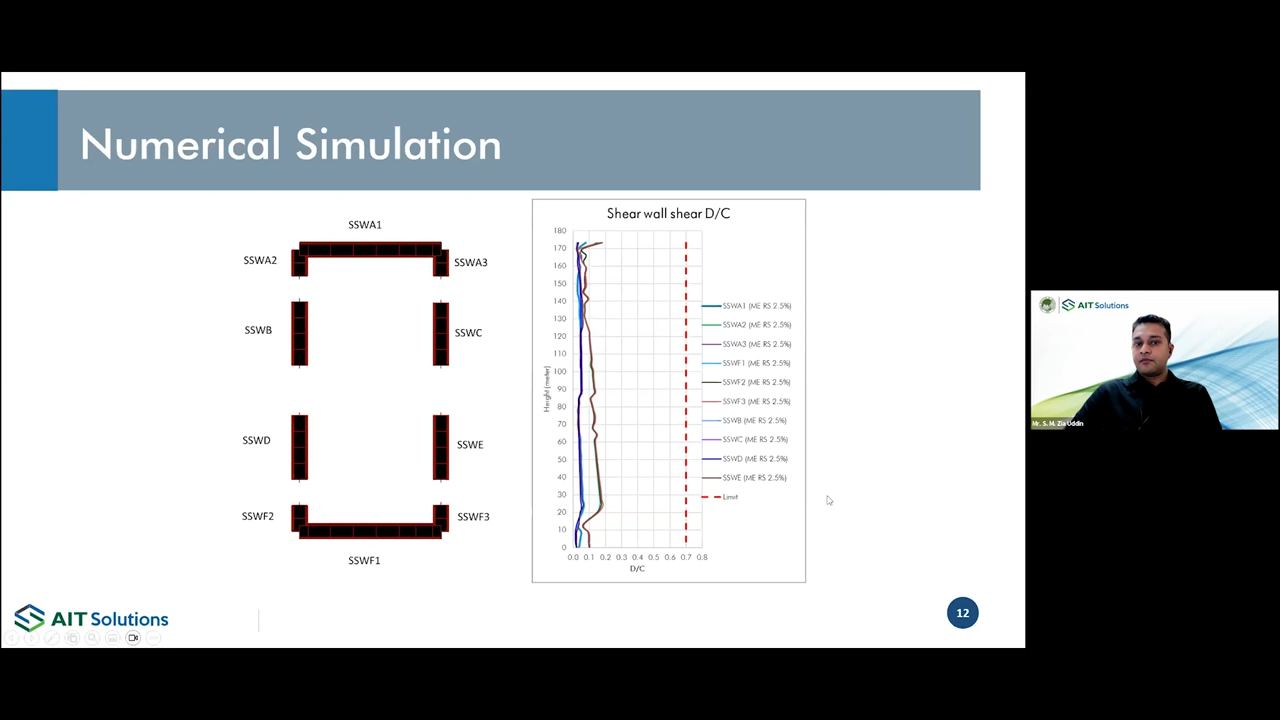 Numerical Simulation
SSWA1
SSWA2
SSWA3
SSWB
SSWC
SSWD
SSWE
SSWF2
SSWF3
SSWF1
Shear wall shear D/C
Height (meter)
180
170
160
150
140
130
120
110
100
90
80
70
60
50
40
30
20
10
0
0.0 0.1 0.2 0.3 0.4 0.5 0.6 0.7 0.8
D/C
SSWA1 (ME RS 2.5%)
SSWA2 (ME RS 2.5%)
SSWA3 (ME RS 2.5%)
SSWF1 (ME RS 2.5%)
SSWF2 (ME RS 2.5%)
SSWF3 (ME RS 2.5%)
SSWB (ME RS 2.5%)
SSWC (ME RS 2.5%)
SSWD (ME RS 2.5%)
SSWE (ME RS 2.5%)
Limit
AIT Solutions
12
AIT Solutions
Mr. S. M. Zia Uddin